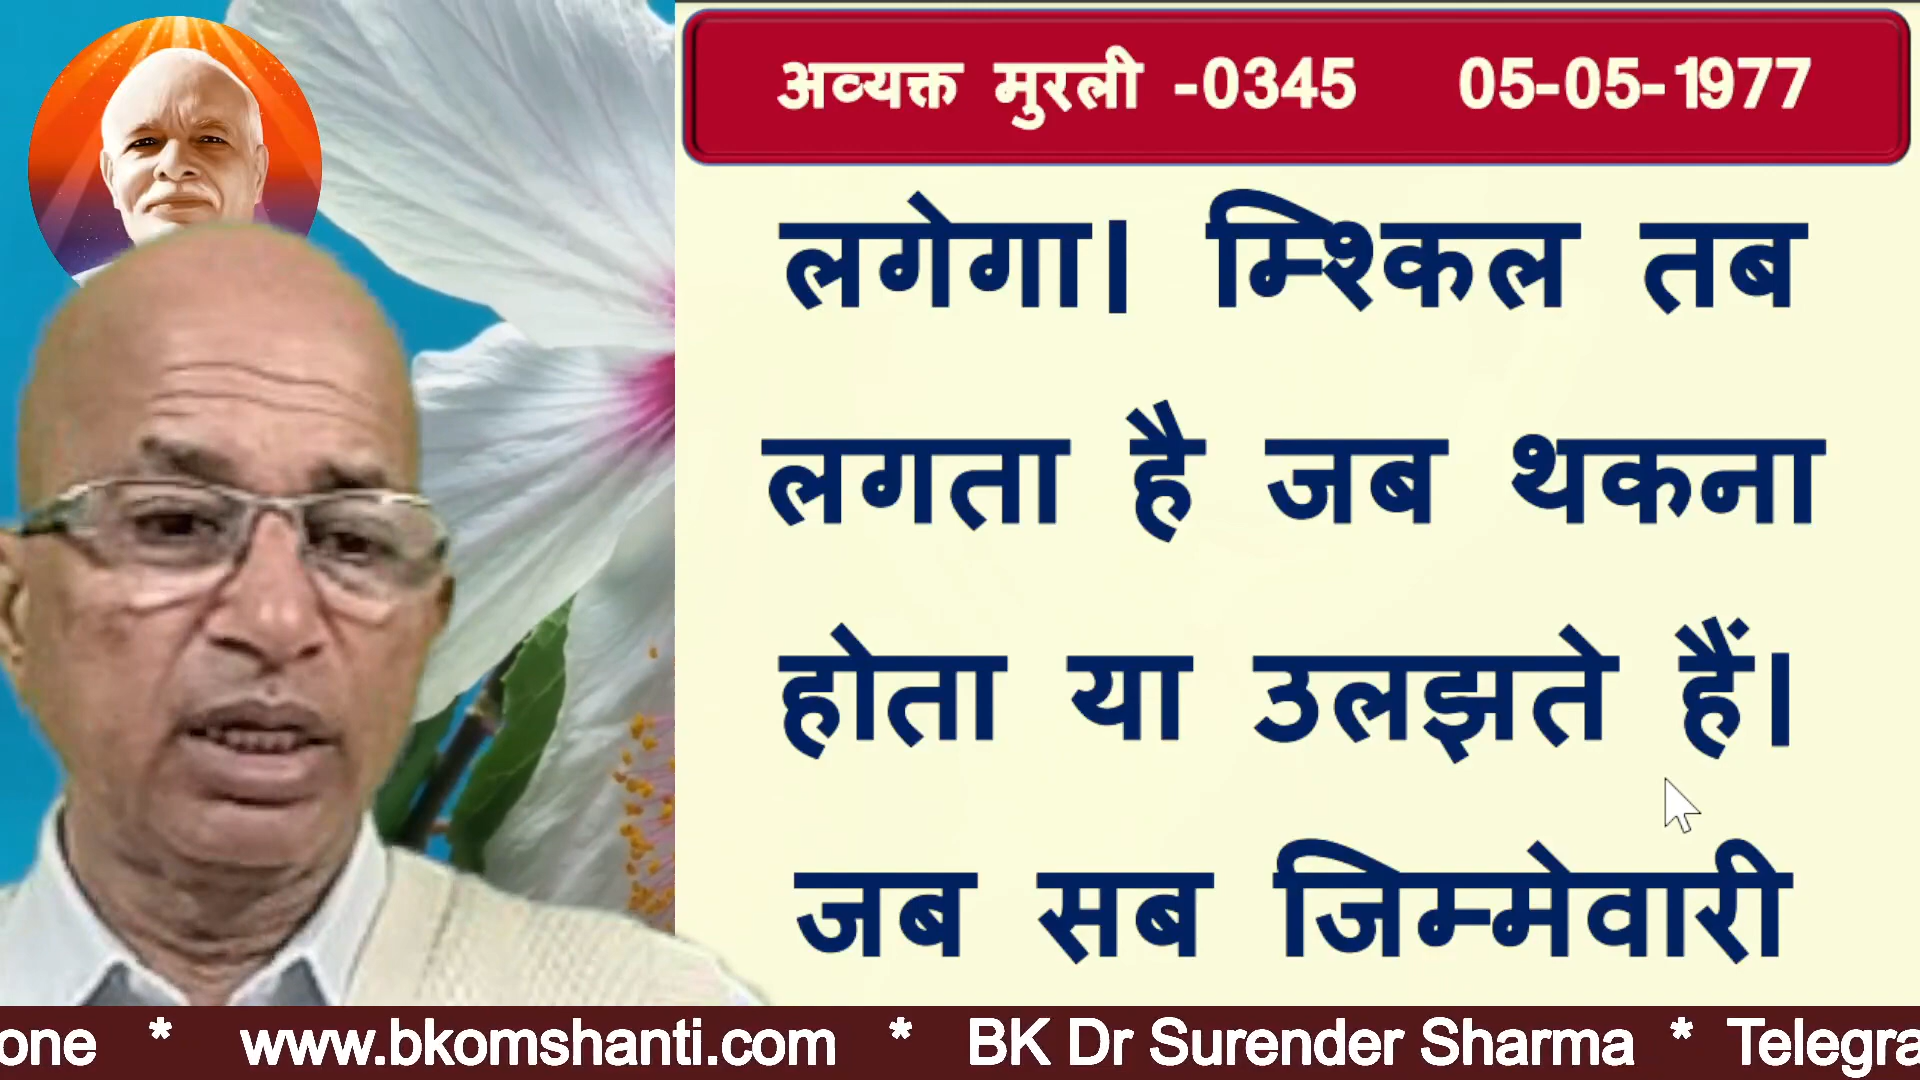 अव्यक्त मुरली -0345 05-05-1977
लगेगा। म्श्किल तब
लगता है जब थकना
होता या उलझते हैं।
जब सब जिम्मेवारी
one * www.bkomshanti.com * BK Dr Surender Sharma * Telegra